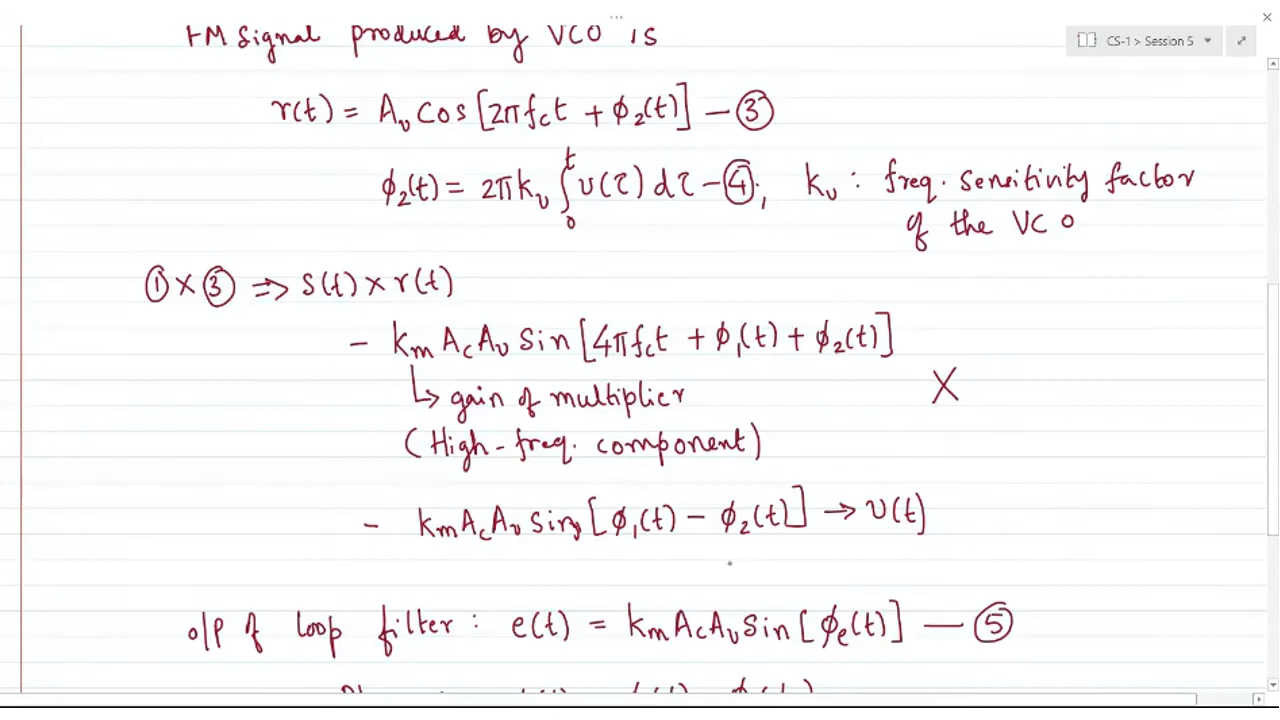 CS-1 > Session 5
FM Signal produced by VCO is
r(t) = A_v Cos [2πf_c t + ϕ_2(t)] — ③
ϕ_2(t) = 2πk_v ∫_0^t v(τ) dτ — ④; k_v : freq. sensitivity factor
of the VCO
① × ③ ⇒ s(t) × r(t)
- k_m A_c A_v Sin [4πf_c t + ϕ_1(t) + ϕ_2(t)]
↳ gain of multiplier X
(High-freq. component)
- k_m A_c A_v Sin [ϕ_1(t) - ϕ_2(t)] → v(t)
o/p of loop filter : e(t) = k_m A_c A_v Sin [ϕ_e(t)] — ⑤